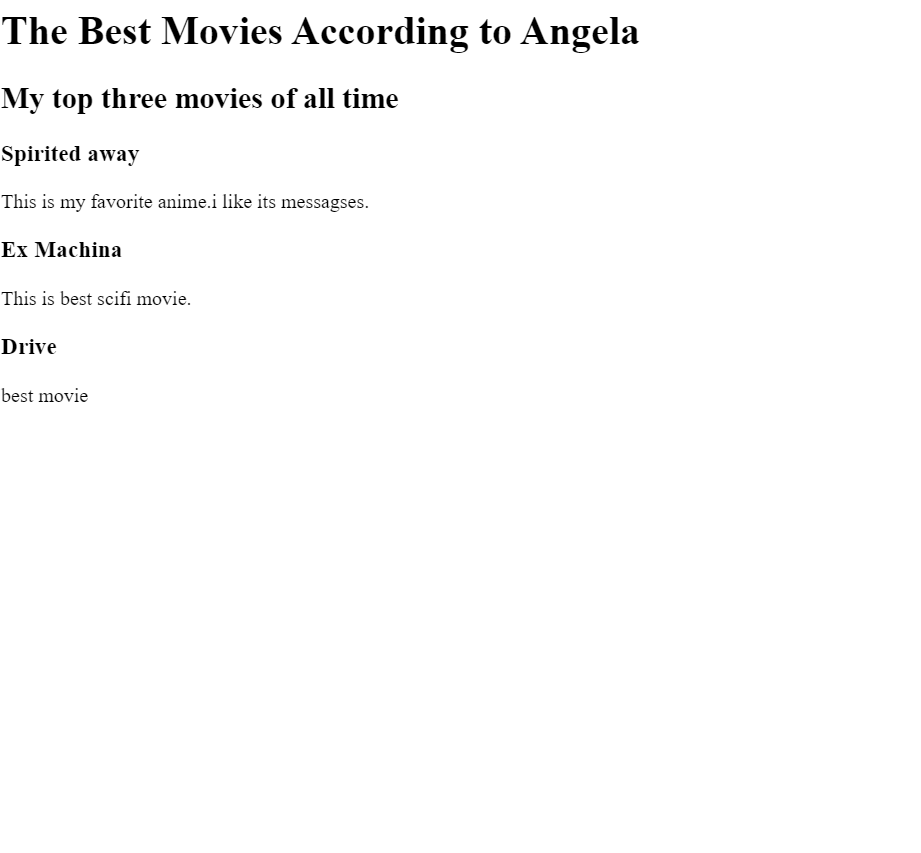 The Best Movies According to Angela
My top three movies of all time
Spirited away
This is my favorite anime.i like its messagses.
Ex Machina
This is best scifi movie.
Drive
best movie